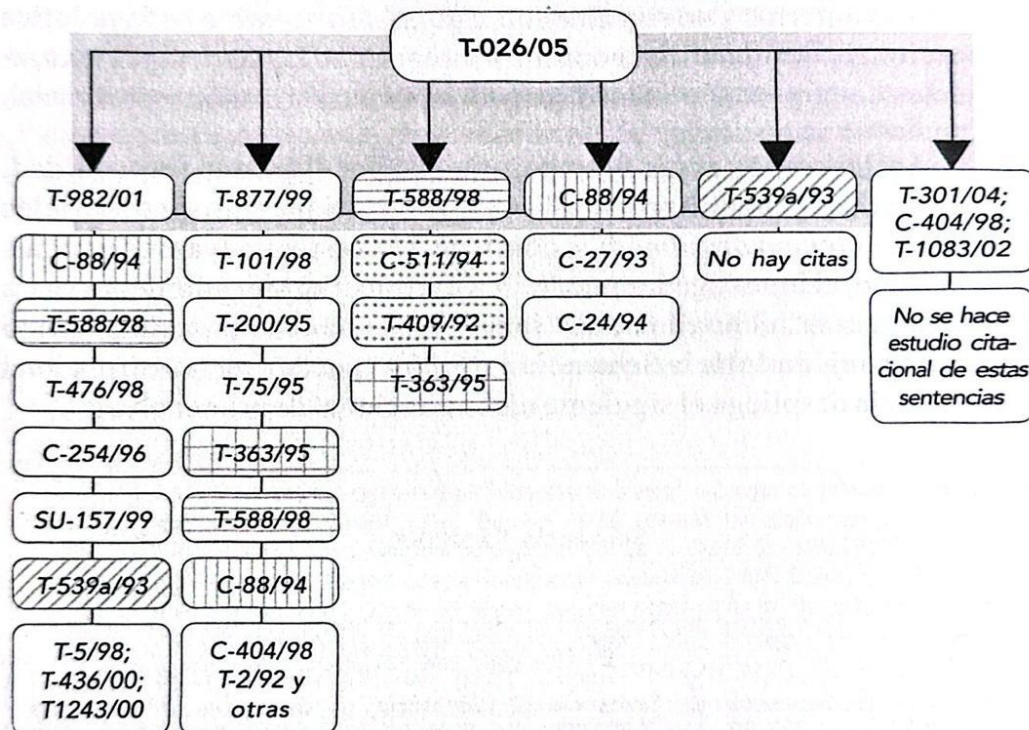 T-026/05
T-982/01
C-88/94
T-588/98
T-476/98
C-254/96
SU-157/99
T-539a/93
T-5/98;
T-436/00;
T1243/00
T-877/99
T-101/98
T-200/95
T-75/95
T-363/95
T-588/98
C-88/94
C-404/98
T-2/92 y
otras
T-588/98
C-511/94
T-409/92
T-363/95
C-88/94
C-27/93
C-24/94
T-539a/93
No hay citas
T-301/04;
C-404/98;
T-1083/02
No se hace
estudio cita-
cional de estas
sentencias